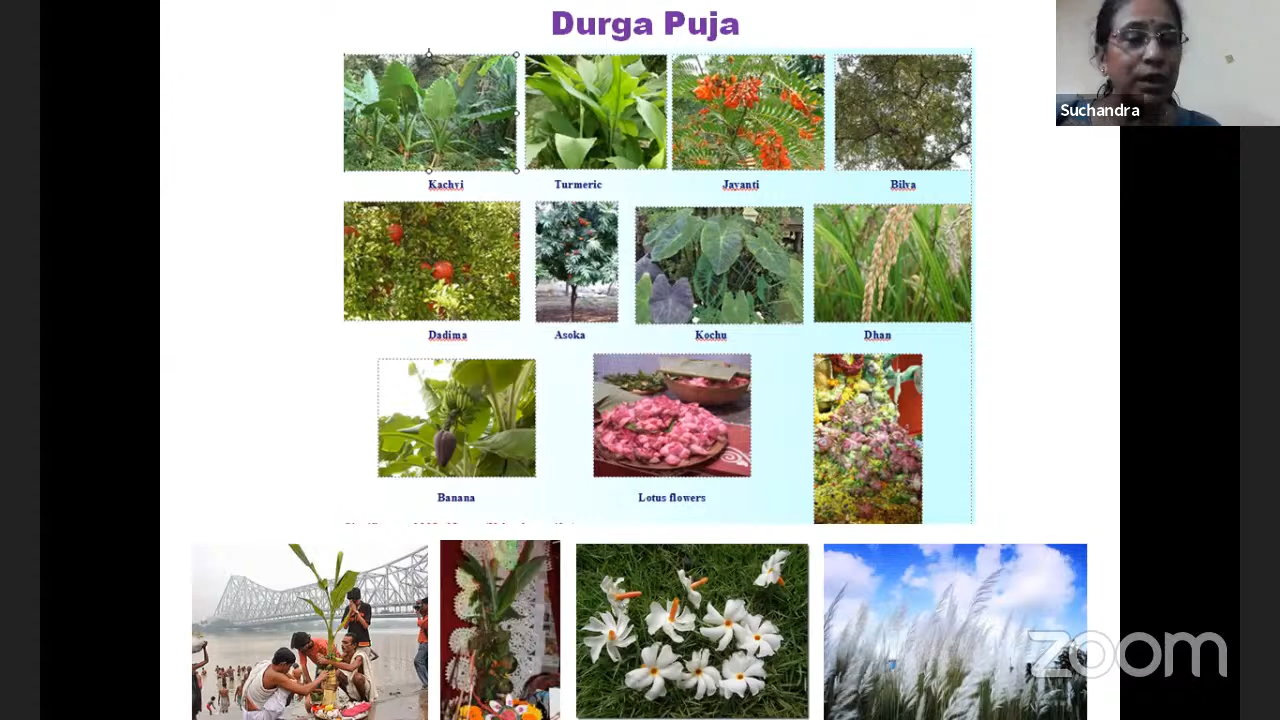 Durga Puja
Suchandra
Kachvi
Turmeric
Jayanti
Bilva
Dadima
Asoka
Kochu
Dhan
Banana
Lotus flowers
zoom